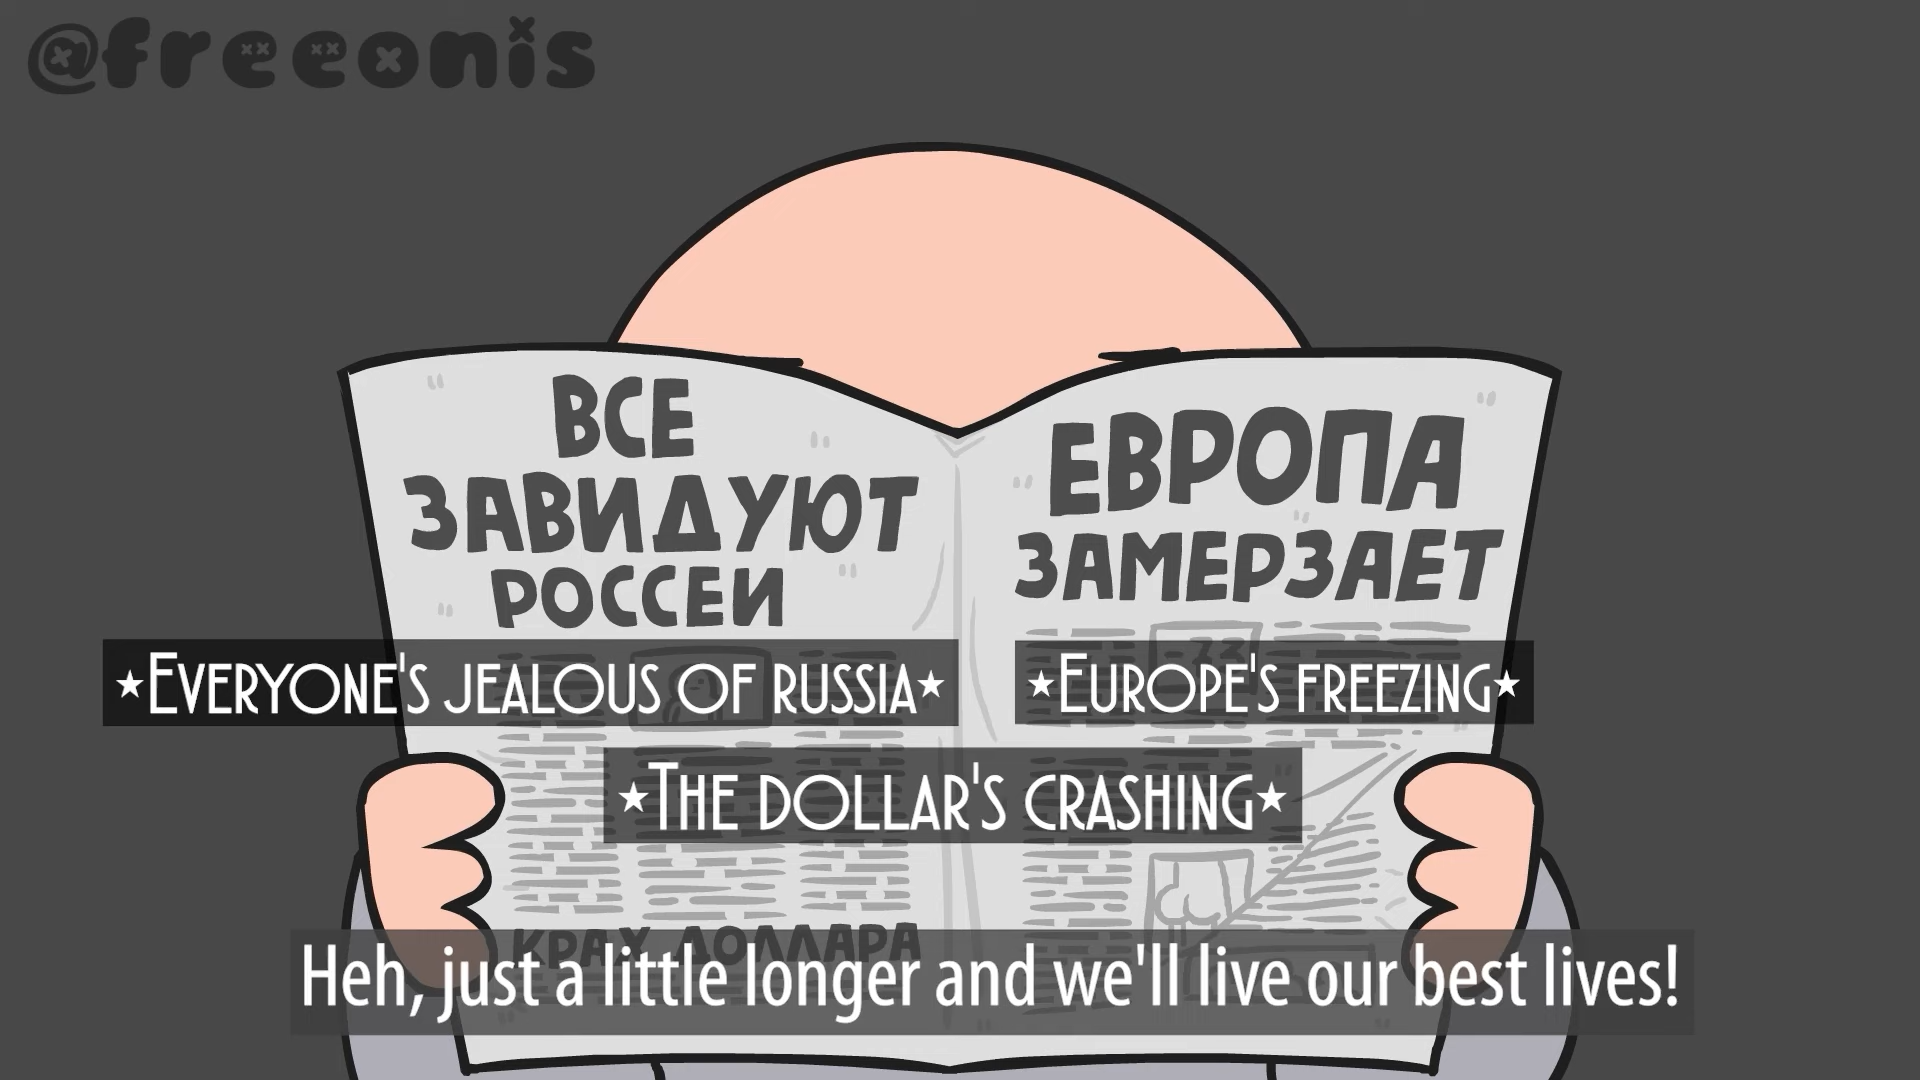 @freeonis
ВСЕ
ЗАВИДУЮТ
РОССЕИ
ЕВРОПА
ЗАМЕРЗАЕТ
★EVERYONE'S JEALOUS OF RUSSIA★
★EUROPE'S FREEZING★
★THE DOLLAR'S CRASHING★
КРАХ ДОЛЛАРА
Heh, just a little longer and we'll live our best lives!